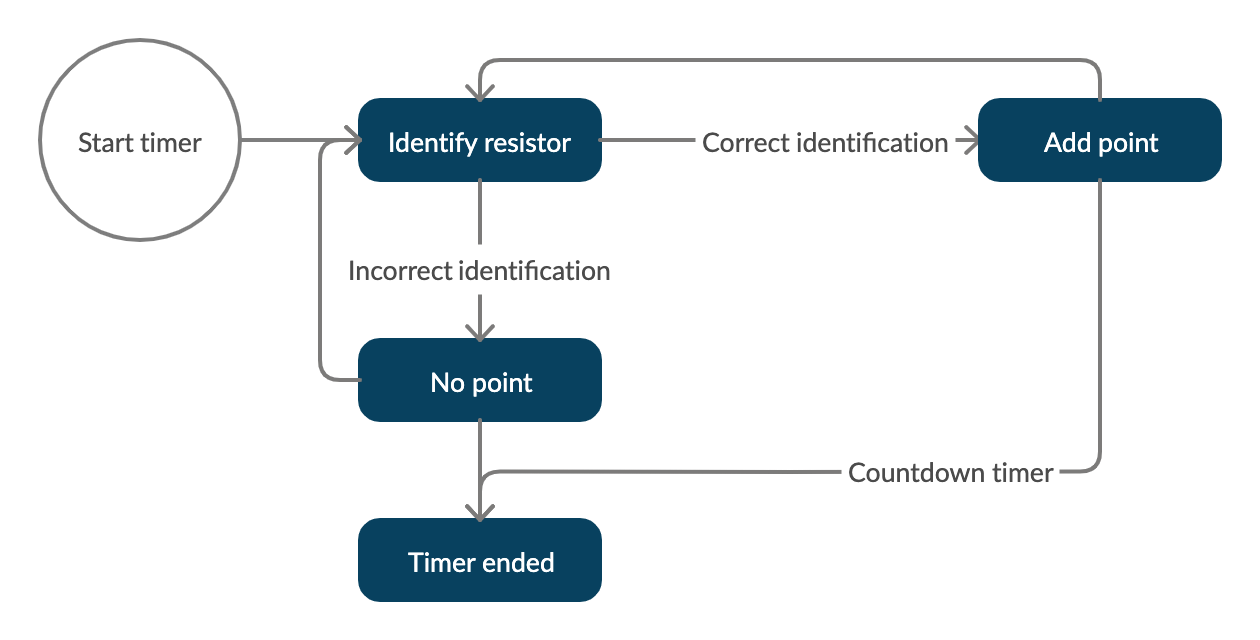 Start timer
Identify resistor
Correct identification
Add point
Incorrect identification
No point
Countdown timer
Timer ended